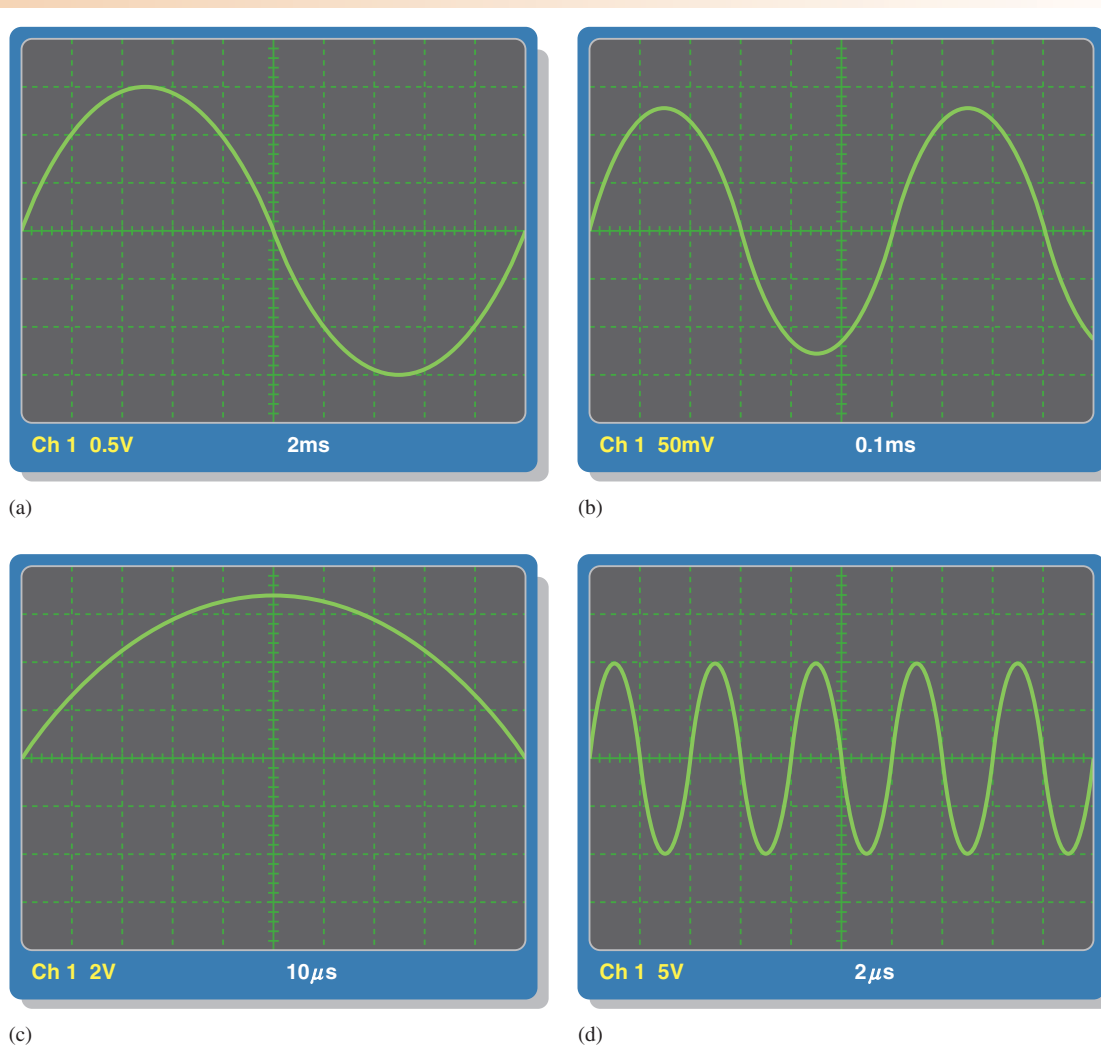 Ch 1 0.5V 2ms
Ch 1 50mV 0.1ms
(a)
(b)
Ch 1 2V 10μs
Ch 1 5V 2μs
(c)
(d)